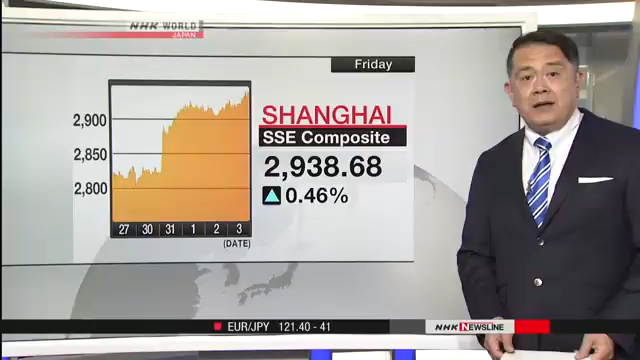 NHK WORLD
JAPAN
Friday
SHANGHAI
SSE Composite
2,938.68
0.46%
2,900
2,850
2,800
27 30 31 1 2 3
(DATE)
EUR/JPY 121.40 - 41
NHK NEWSLINE